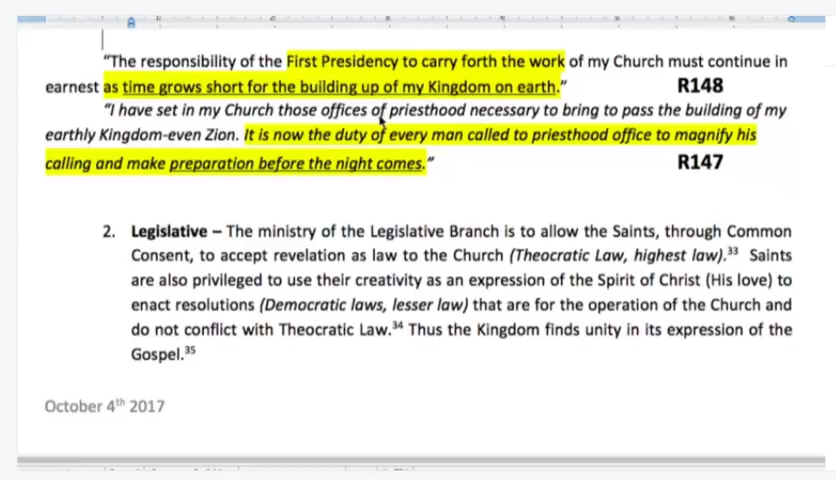 “The responsibility of the First Presidency to carry forth the work of my Church must continue in
earnest as time grows short for the building up of my Kingdom on earth.” R148
“I have set in my Church those offices of priesthood necessary to bring to pass the building of my
earthly Kingdom-even Zion. It is now the duty of every man called to priesthood office to magnify his
calling and make preparation before the night comes.” R147
2. Legislative – The ministry of the Legislative Branch is to allow the Saints, through Common
Consent, to accept revelation as law to the Church (Theocratic Law, highest law).³³ Saints
are also privileged to use their creativity as an expression of the Spirit of Christ (His love) to
enact resolutions (Democratic laws, lesser law) that are for the operation of the Church and
do not conflict with Theocratic Law.³⁴ Thus the Kingdom finds unity in its expression of the
Gospel.³⁵
October 4th 2017